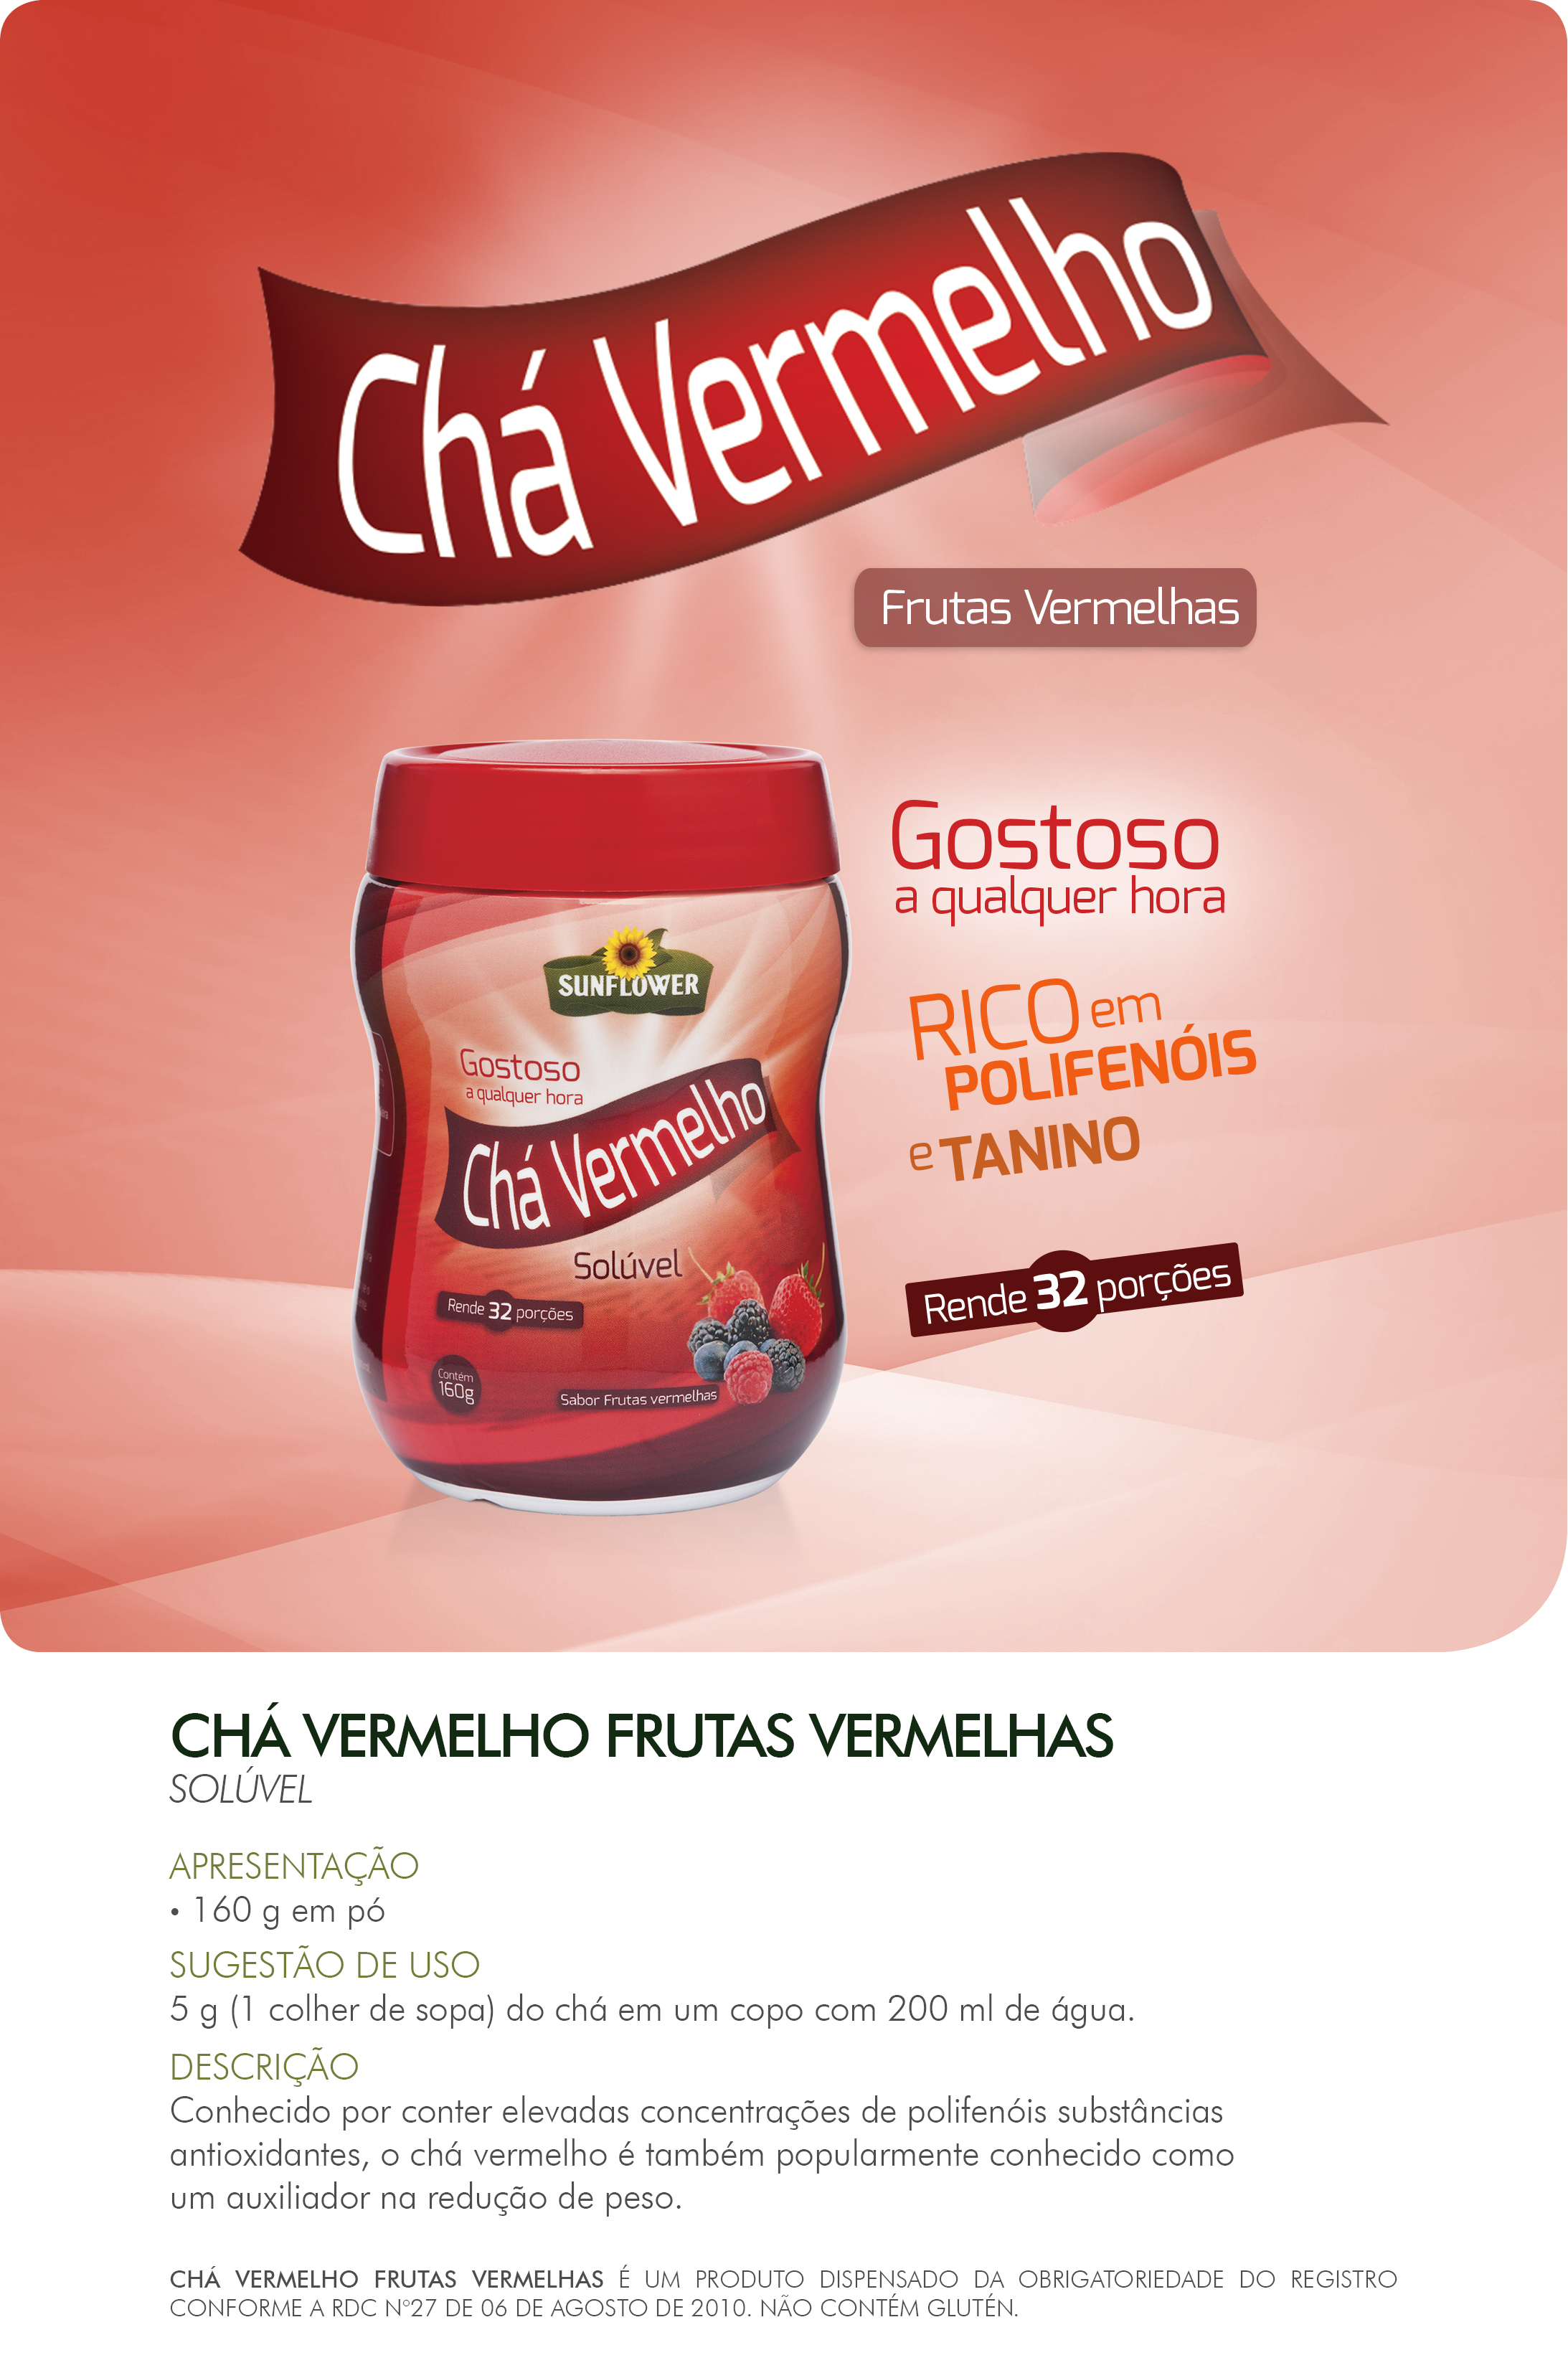 Chá Vermelho
Frutas Vermelhas
Gostoso
a qualquer hora
RICO em
POLIFENÓIS
e TANINO
Rende 32 porções
SUNFLOWER
Gostoso
a qualquer hora
Chá Vermelho
Solúvel
Rende 32 porções
Contém
160g
Sabor Frutas vermelhas
CHÁ VERMELHO FRUTAS VERMELHAS
SOLÚVEL
APRESENTAÇÃO
• 160 g em pó
SUGESTÃO DE USO
5 g (1 colher de sopa) do chá em um copo com 200 ml de água.
DESCRIÇÃO
Conhecido por conter elevadas concentrações de polifenóis substâncias
antioxidantes, o chá vermelho é também popularmente conhecido como
um auxiliador na redução de peso.
CHÁ VERMELHO FRUTAS VERMELHAS É UM PRODUTO DISPENSADO DA OBRIGATORIEDADE DO REGISTRO
CONFORME A RDC Nº27 DE 06 DE AGOSTO DE 2010. NÃO CONTÉM GLUTÉN.